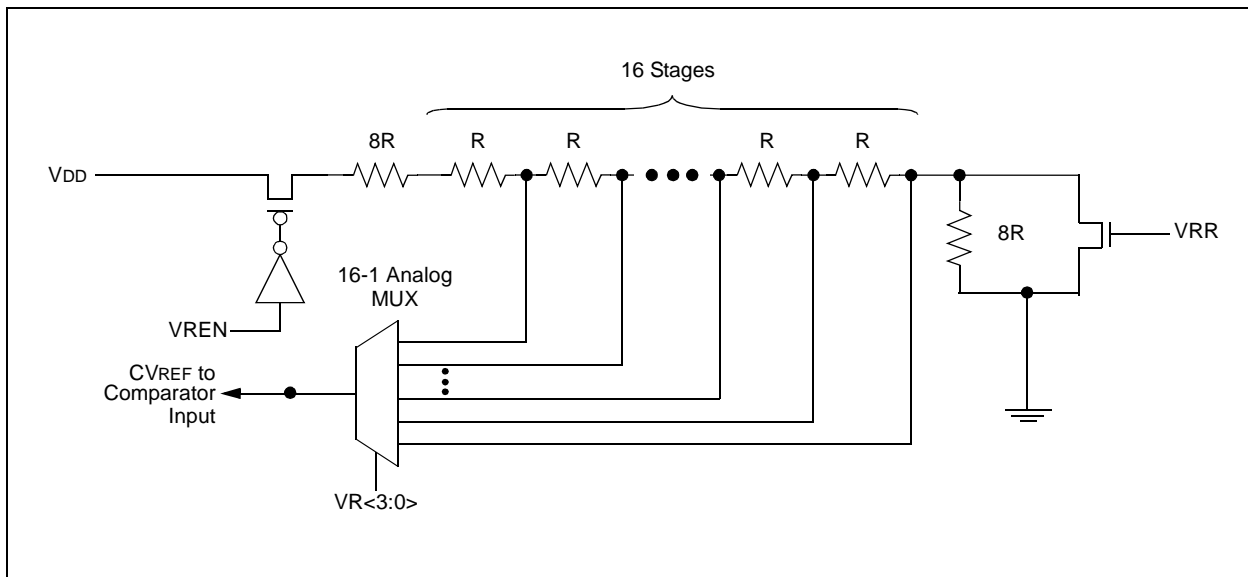 16 Stages
8R
R
R
R
R
VDD
8R
VRR
16-1 Analog
MUX
VREN
CVREF to
Comparator
Input
VR<3:0>